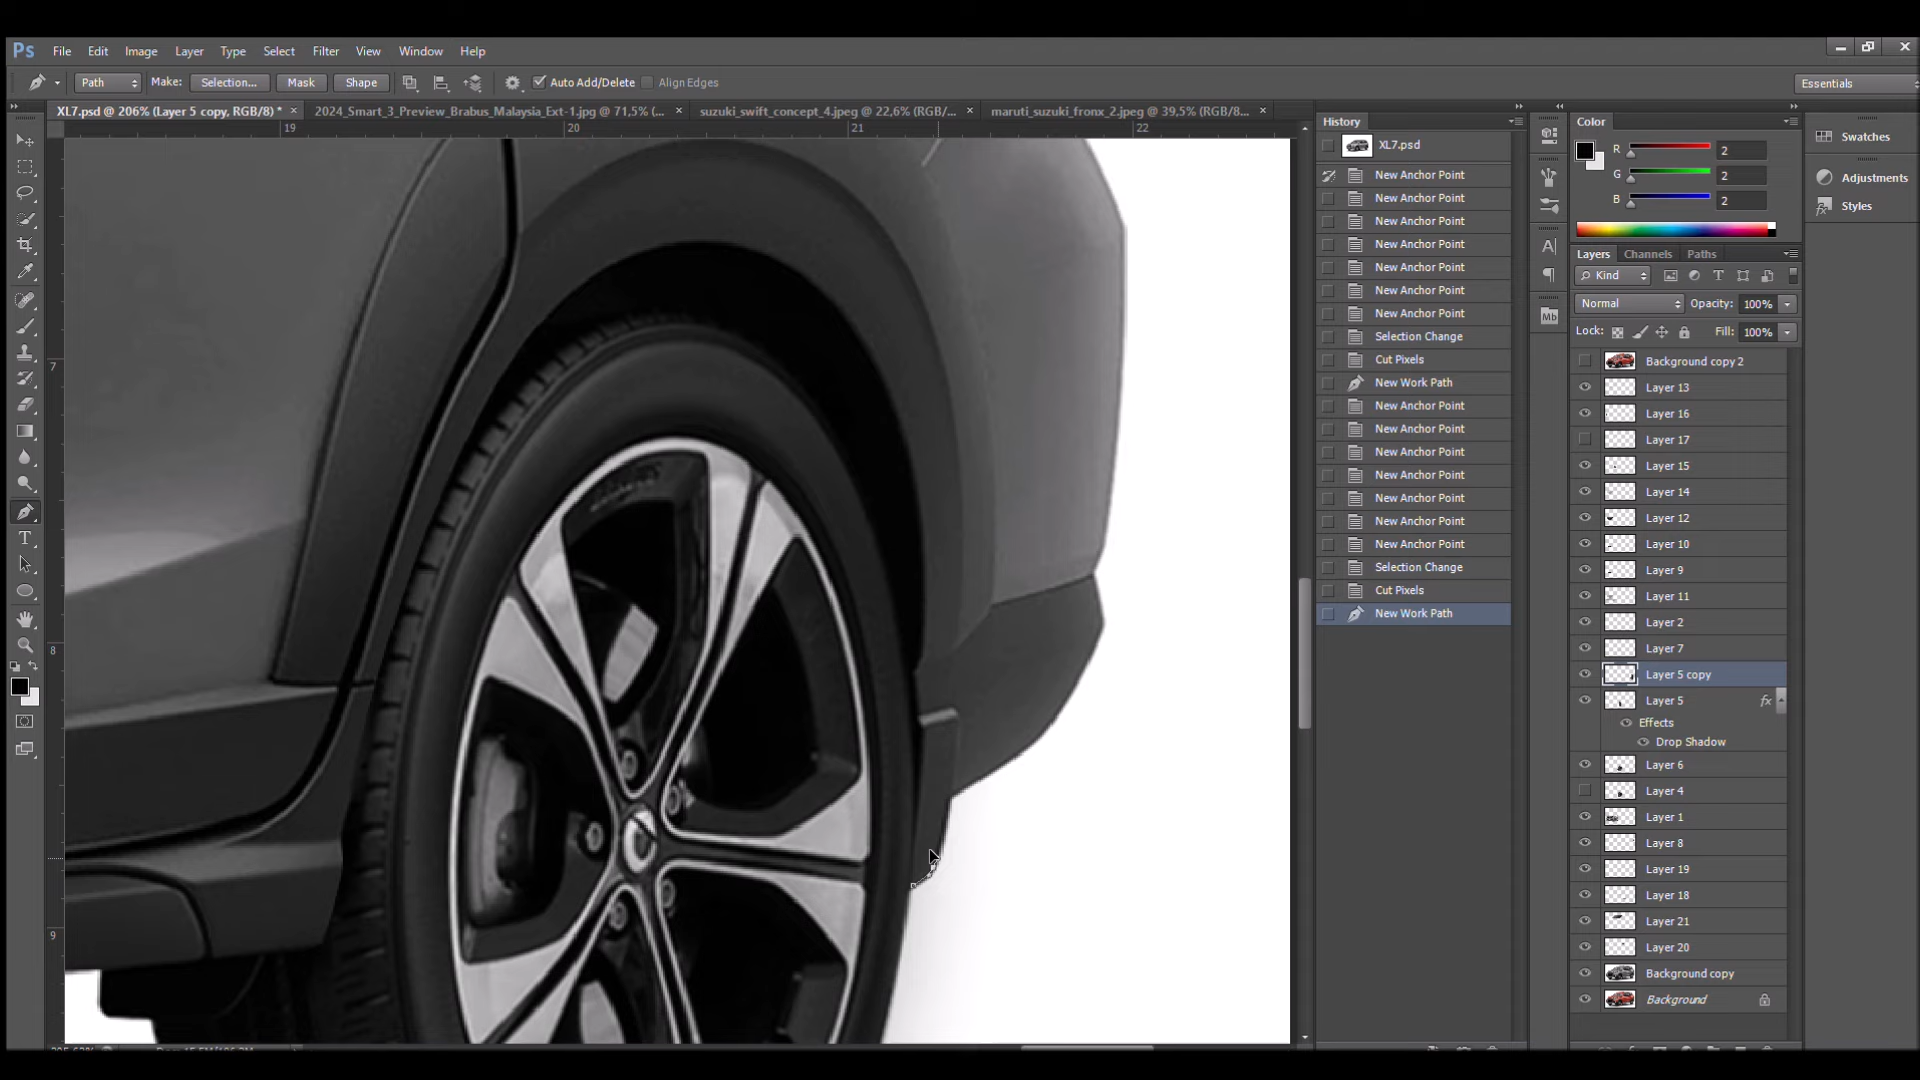 Ps File Edit Image Layer Type Select Filter View Window Help
Path Make: Selection... Mask Shape Auto Add/Delete Align Edges Essentials
XL7.psd @ 206% (Layer 5 copy, RGB/8) * × 2024_Smart_3_Preview_Brabus_Malaysia_Ext-1.jpg @ 71,5% (... × suzuki_swift_concept_4.jpeg @ 22,6% (RGB/... × maruti_suzuki_fronx_2.jpeg @ 39,5% (RGB/8... ×
19 20 21 22
7
8
9
History
XL7.psd
New Anchor Point
New Anchor Point
New Anchor Point
New Anchor Point
New Anchor Point
New Anchor Point
New Anchor Point
Selection Change
Cut Pixels
New Work Path
New Anchor Point
New Anchor Point
New Anchor Point
New Anchor Point
New Anchor Point
New Anchor Point
New Anchor Point
Selection Change
Cut Pixels
New Work Path
Color
R 2
G 2
B 2
Swatches
Adjustments
Styles
Layers Channels Paths
Kind
Normal Opacity: 100%
Lock: Fill: 100%
Background copy 2
Layer 13
Layer 16
Layer 17
Layer 15
Layer 14
Layer 12
Layer 10
Layer 9
Layer 11
Layer 2
Layer 7
Layer 5 copy
Layer 5 fx
Effects
Drop Shadow
Layer 6
Layer 4
Layer 1
Layer 8
Layer 19
Layer 18
Layer 21
Layer 20
Background copy
Background